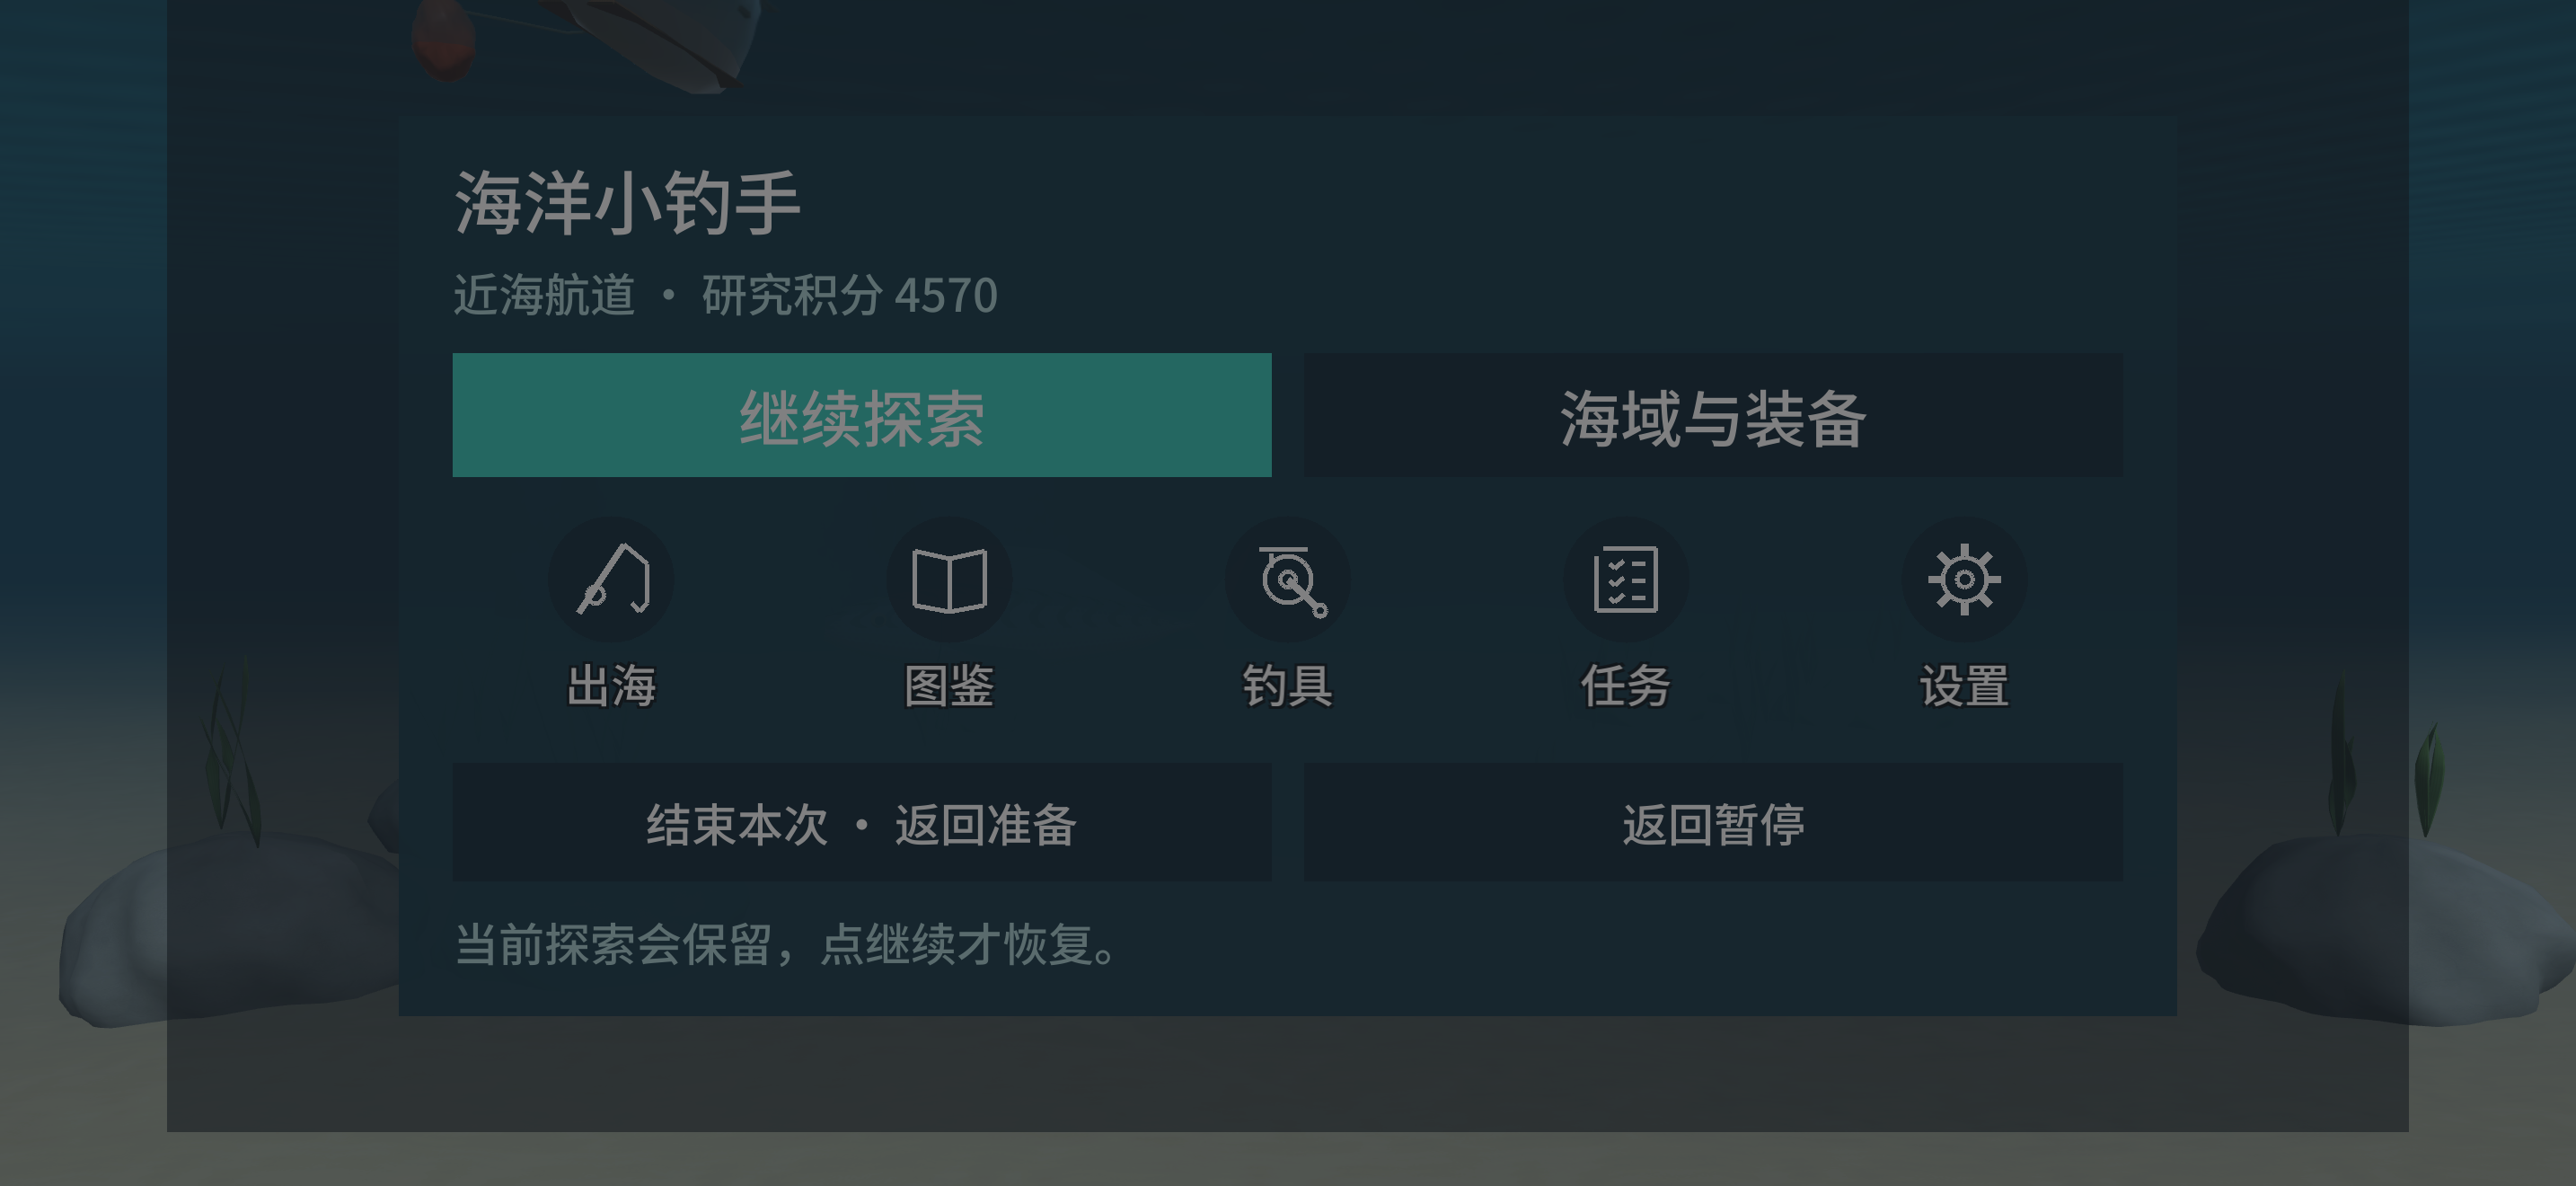 海洋小钓手
近海航道 · 研究积分 4570
继续探索
海域与装备
出海
图鉴
钓具
任务
设置
结束本次 · 返回准备
返回暂停
当前探索会保留，点继续才恢复。